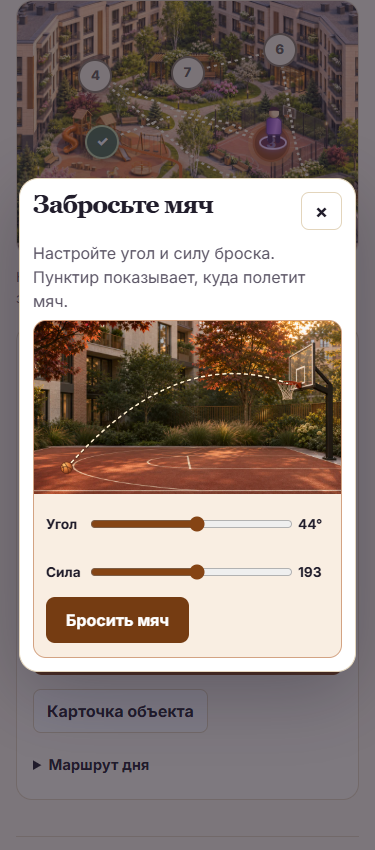 6
4
7
Забросьте мяч
×
Настройте угол и силу броска.
Пунктир показывает, куда полетит
мяч.
Угол 44°
Сила 193
Бросить мяч
Карточка объекта
Маршрут дня